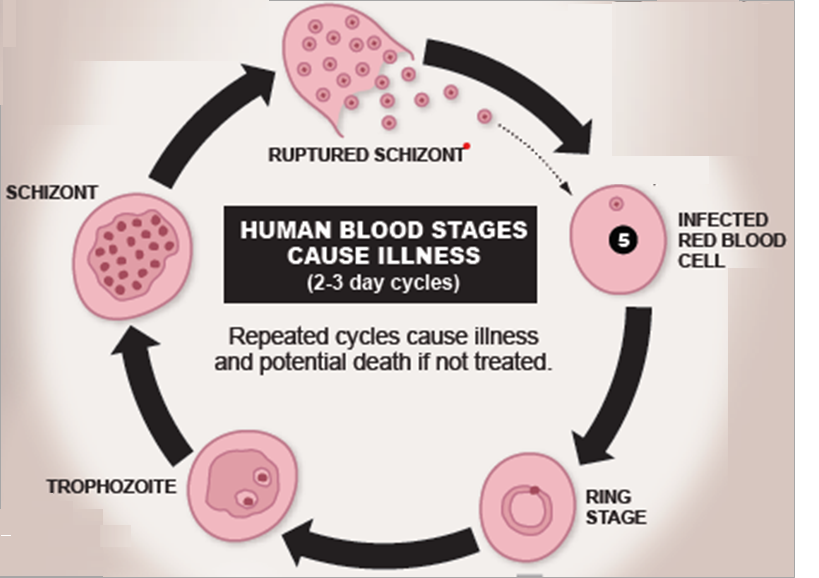 RUPTURED SCHIZONT
SCHIZONT
HUMAN BLOOD STAGES
CAUSE ILLNESS
(2-3 day cycles)
INFECTED
RED BLOOD
CELL
5
Repeated cycles cause illness
and potential death if not treated.
TROPHOZOITE
RING
STAGE